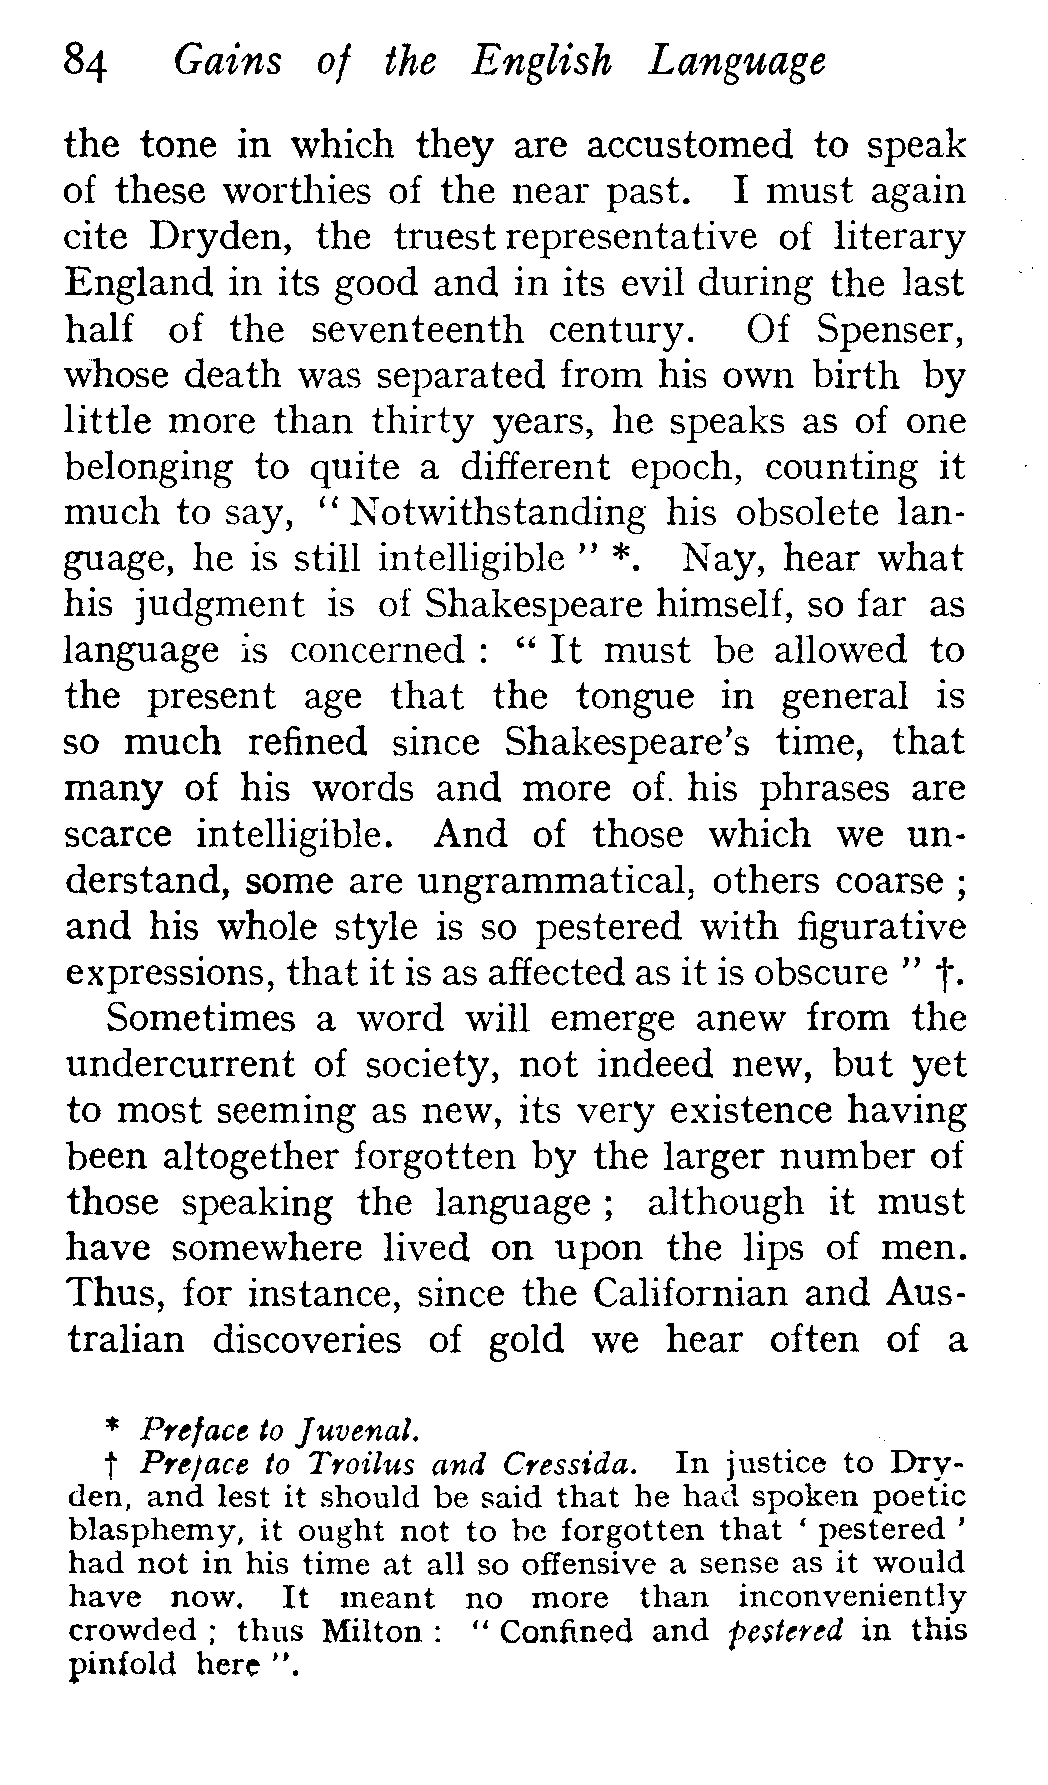 84 Gains of the English Language
the tone in which they are accustomed to speak
of these worthies of the near past. I must again
cite Dryden, the truest representative of literary
England in its good and in its evil during the last
half of the seventeenth century. Of Spenser,
whose death was separated from his own birth by
little more than thirty years, he speaks as of one
belonging to quite a different epoch, counting it
much to say, “ Notwithstanding his obsolete lan-
guage, he is still intelligible ” *. Nay, hear what
his judgment is of Shakespeare himself, so far as
language is concerned : “ It must be allowed to
the present age that the tongue in general is
so much refined since Shakespeare's time, that
many of his words and more of. his phrases are
scarce intelligible. And of those which we un-
derstand, some are ungrammatical, others coarse ;
and his whole style is so pestered with figurative
expressions, that it is as affected as it is obscure ” †.
Sometimes a word will emerge anew from the
undercurrent of society, not indeed new, but yet
to most seeming as new, its very existence having
been altogether forgotten by the larger number of
those speaking the language ; although it must
have somewhere lived on upon the lips of men.
Thus, for instance, since the Californian and Aus-
tralian discoveries of gold we hear often of a
* Preface to Juvenal.
† Preface to Troilus and Cressida. In justice to Dry-
den, and lest it should be said that he had spoken poetic
blasphemy, it ought not to be forgotten that ‘ pestered ’
had not in his time at all so offensive a sense as it would
have now. It meant no more than inconveniently
crowded ; thus Milton : “ Confined and pestered in this
pinfold here ”.